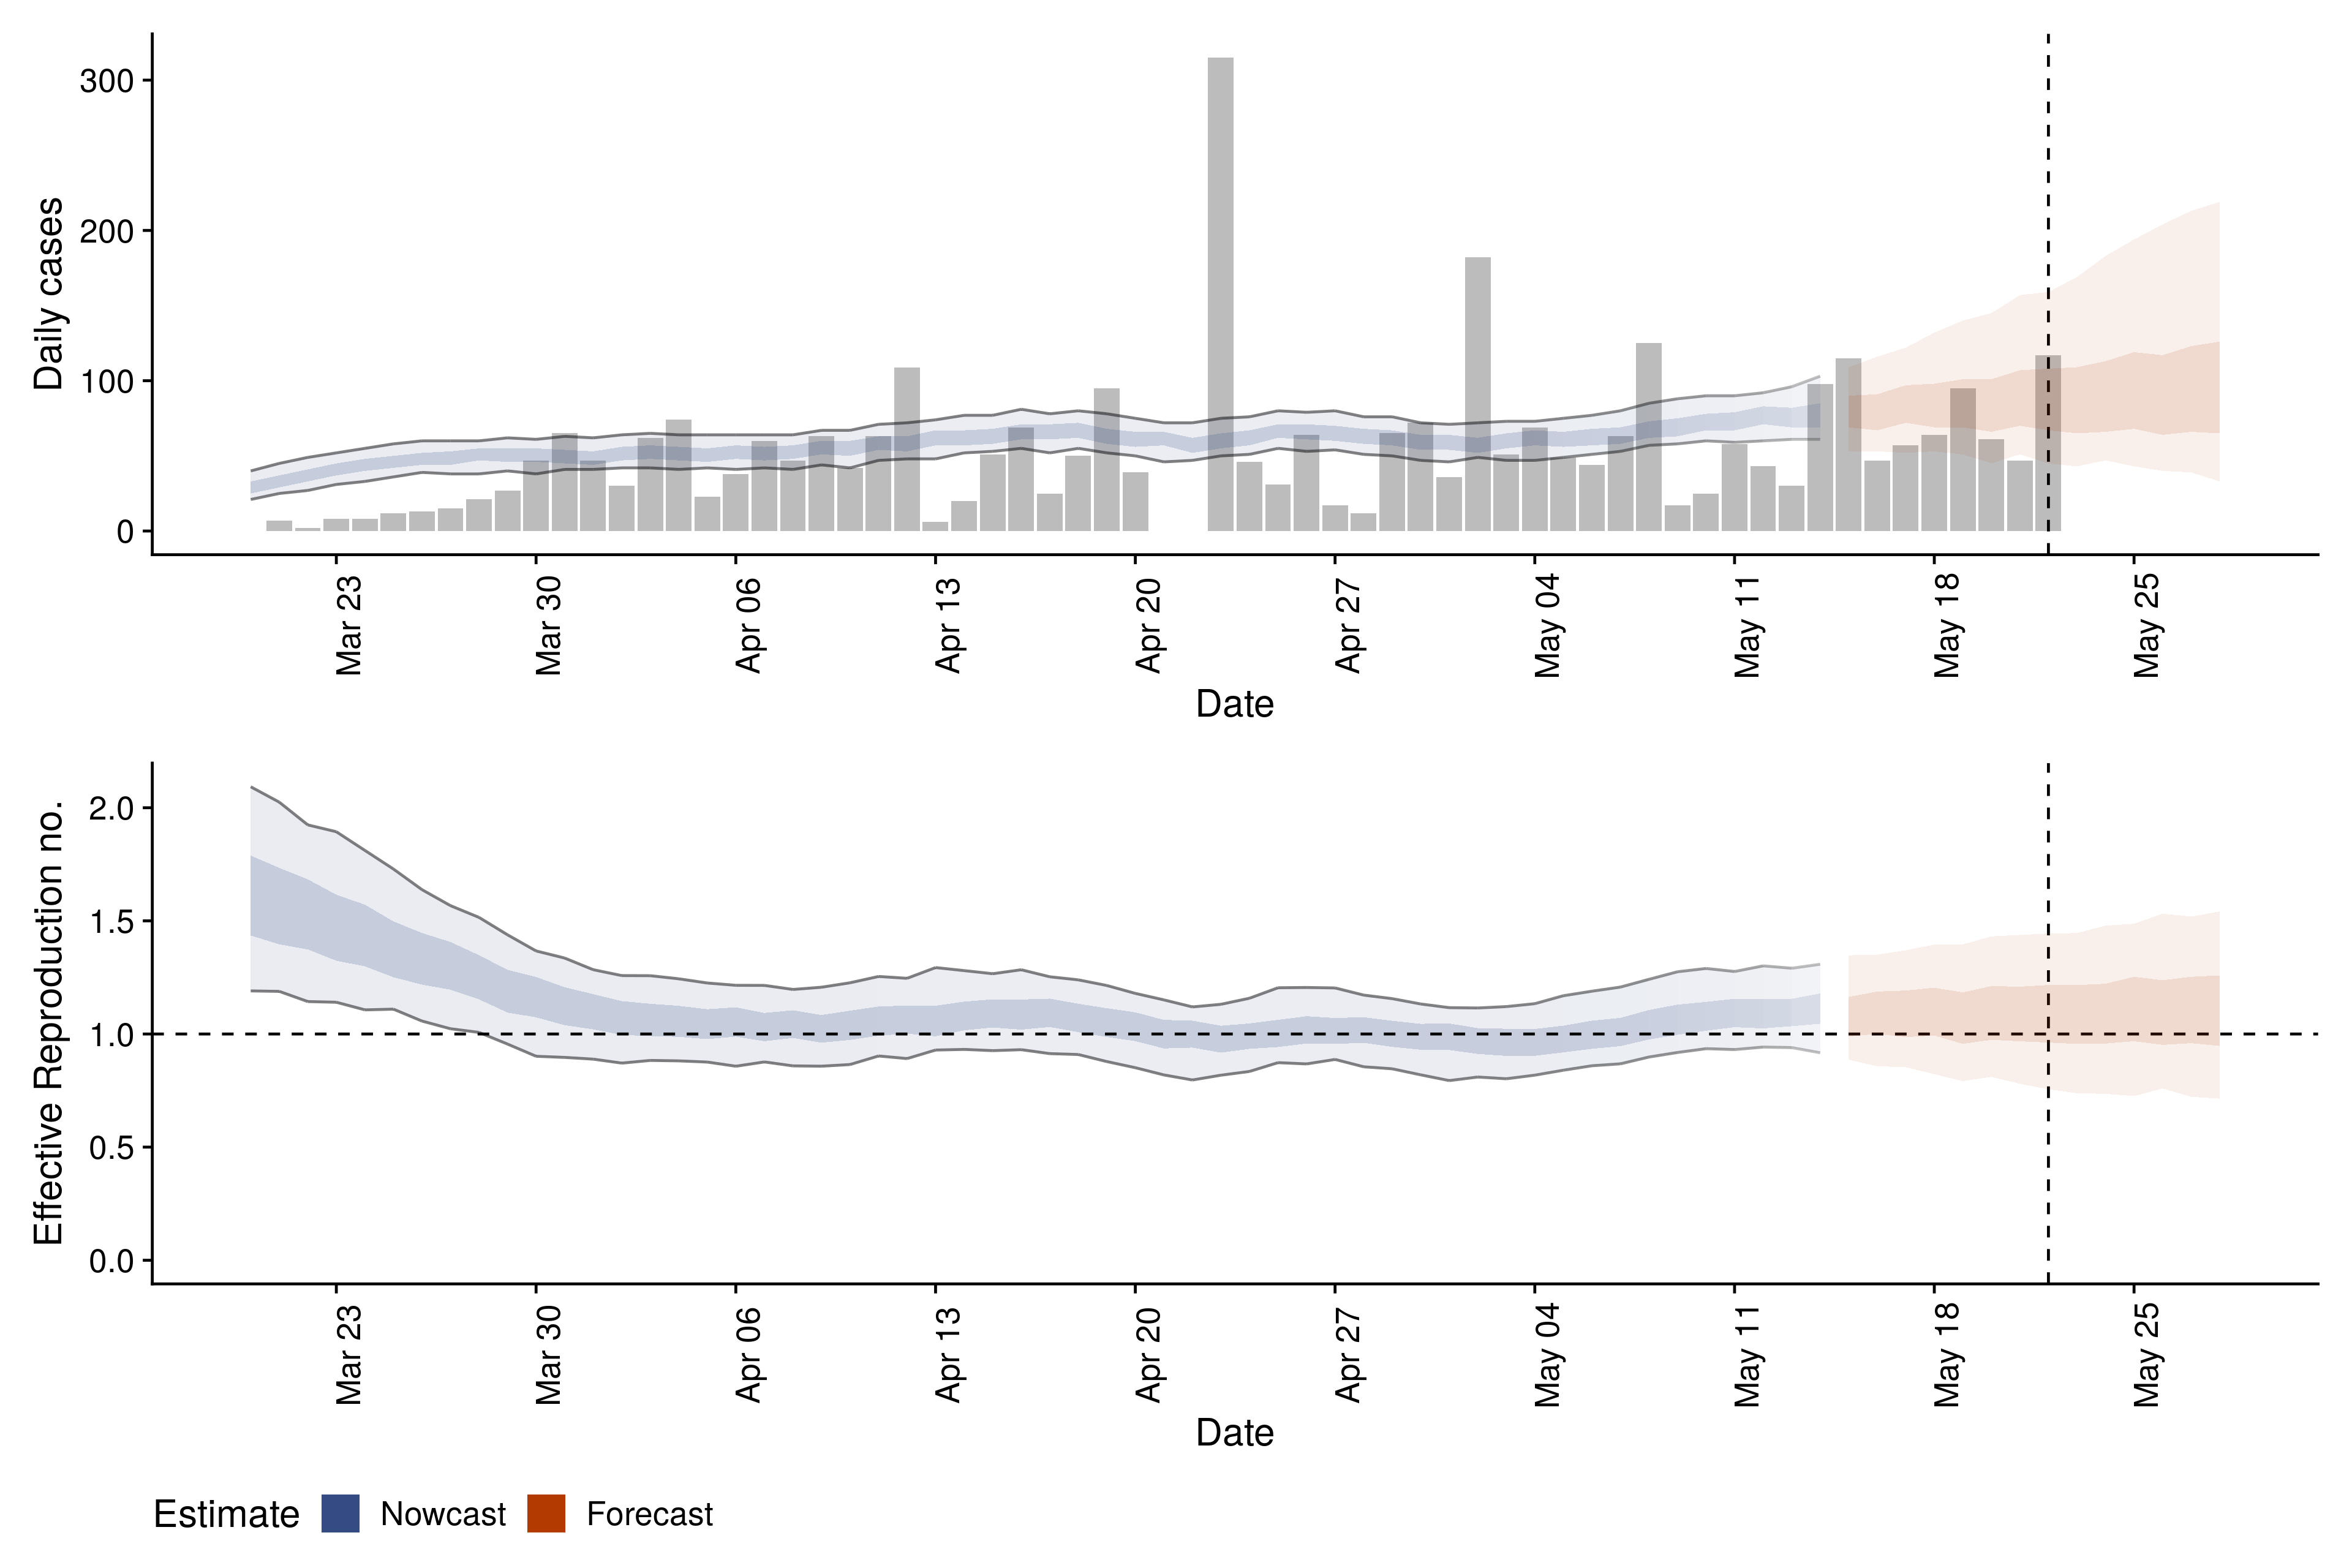 Daily cases
300
200
100
0
Mar 23
Mar 30
Apr 06
Apr 13
Apr 20
Apr 27
May 04
May 11
May 18
May 25
Date
Effective Reproduction no.
2.0
1.5
1.0
0.5
0.0
Mar 23
Mar 30
Apr 06
Apr 13
Apr 20
Apr 27
May 04
May 11
May 18
May 25
Date
Estimate Nowcast Forecast